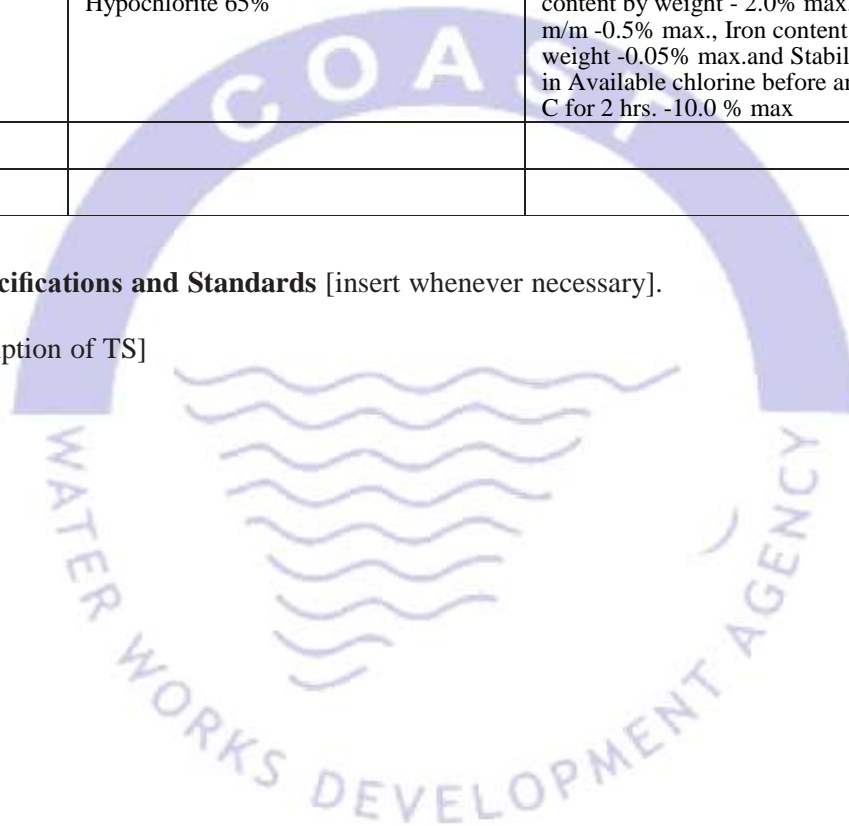 Hypochlorite 65%
content by weight - 2.0% max.
m/m -0.5% max., Iron content
weight -0.05% max.and Stabil
in Available chlorine before a
C for 2 hrs. -10.0 % max
cifications and Standards [insert whenever necessary].
ption of TS]
COAST
WATER WORKS DEVELOPMENT AGENCY